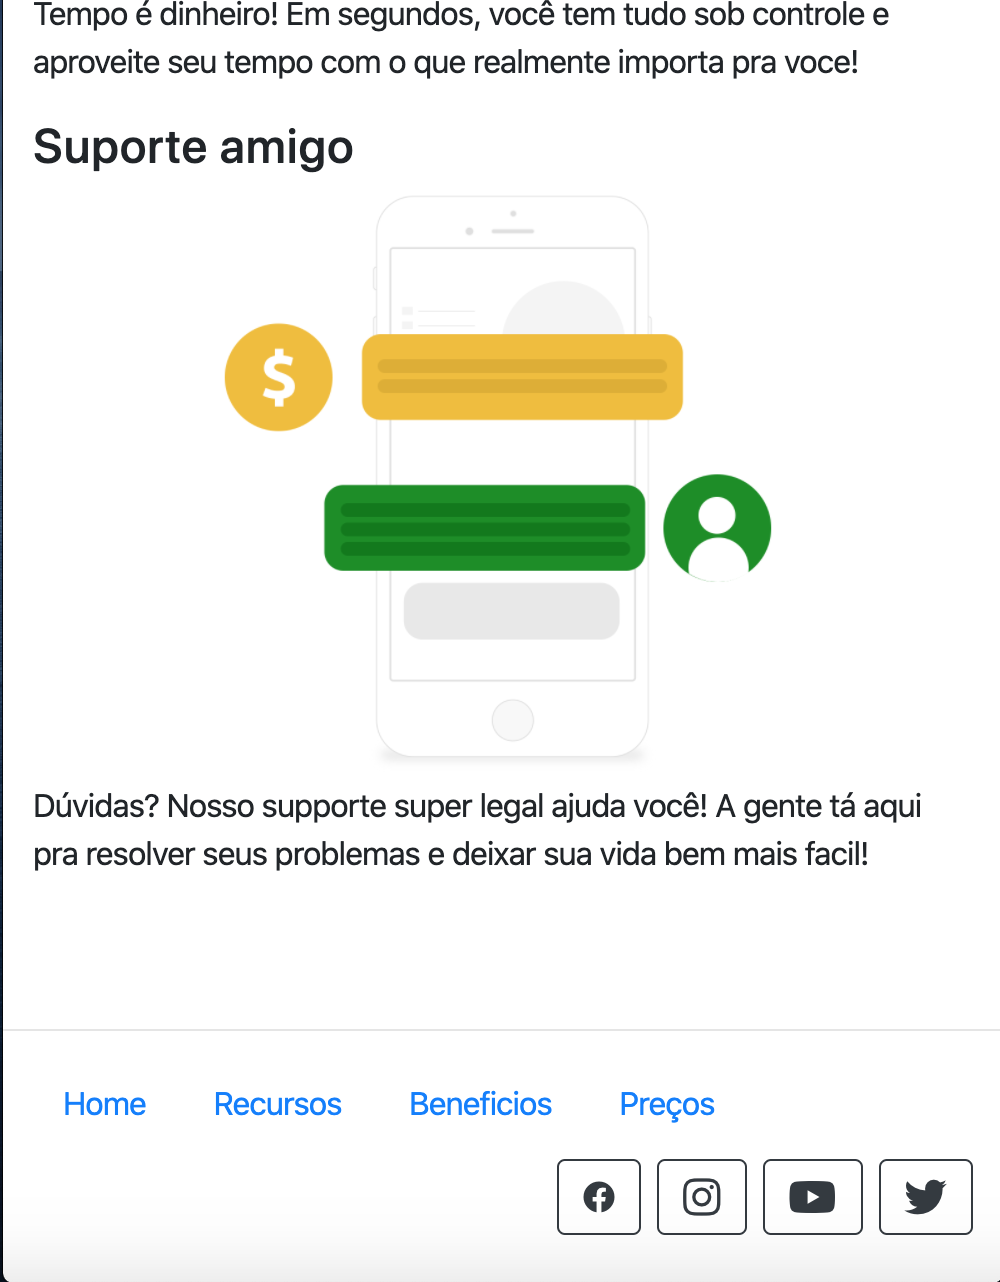 Tempo é dinheiro! Em segundos, você tem tudo sob controle e
aproveite seu tempo com o que realmente importa pra voce!
Suporte amigo
$
Dúvidas? Nosso supporte super legal ajuda você! A gente tá aqui
pra resolver seus problemas e deixar sua vida bem mais facil!
Home Recursos Beneficios Preços